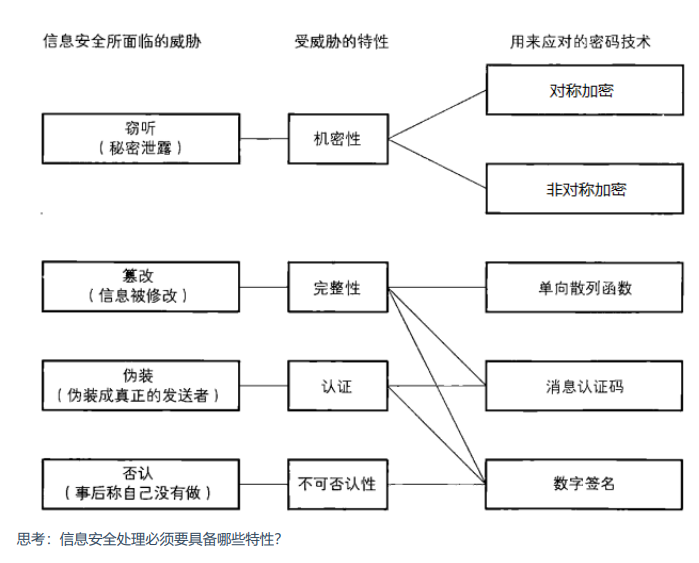 信息安全所面临的威胁 受威胁的特性 用来应对的密码技术
对称加密
窃听
（秘密泄露）
机密性
非对称加密
篡改
（信息被修改）
完整性
单向散列函数
伪装
（伪装成真正的发送者）
认证
消息认证码
否认
（事后称自己没有做）
不可否认性
数字签名
思考：信息安全处理必须要具备哪些特性？